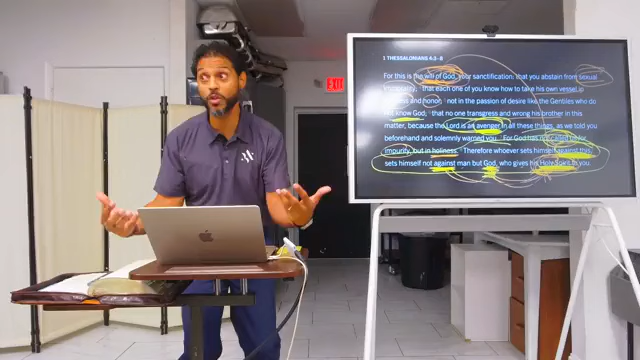 1 THESSALONIANS 4:3-8
For this is the will of God, your sanctification: that you abstain from sexual
that each one of you know how to take his own vessel
and honor not in the passion of desire like the Gentiles who do
not know God, that no one transgress and wrong his brother in this
matter, because the Lord is an avenger in all these things, as we told you
beforehand and solemnly warned you. For God has not called for
impurity, but in holiness. Therefore whoever sets himself against this,
sets himself not against man but God, who gives his Holy Spirit to you.
EXIT